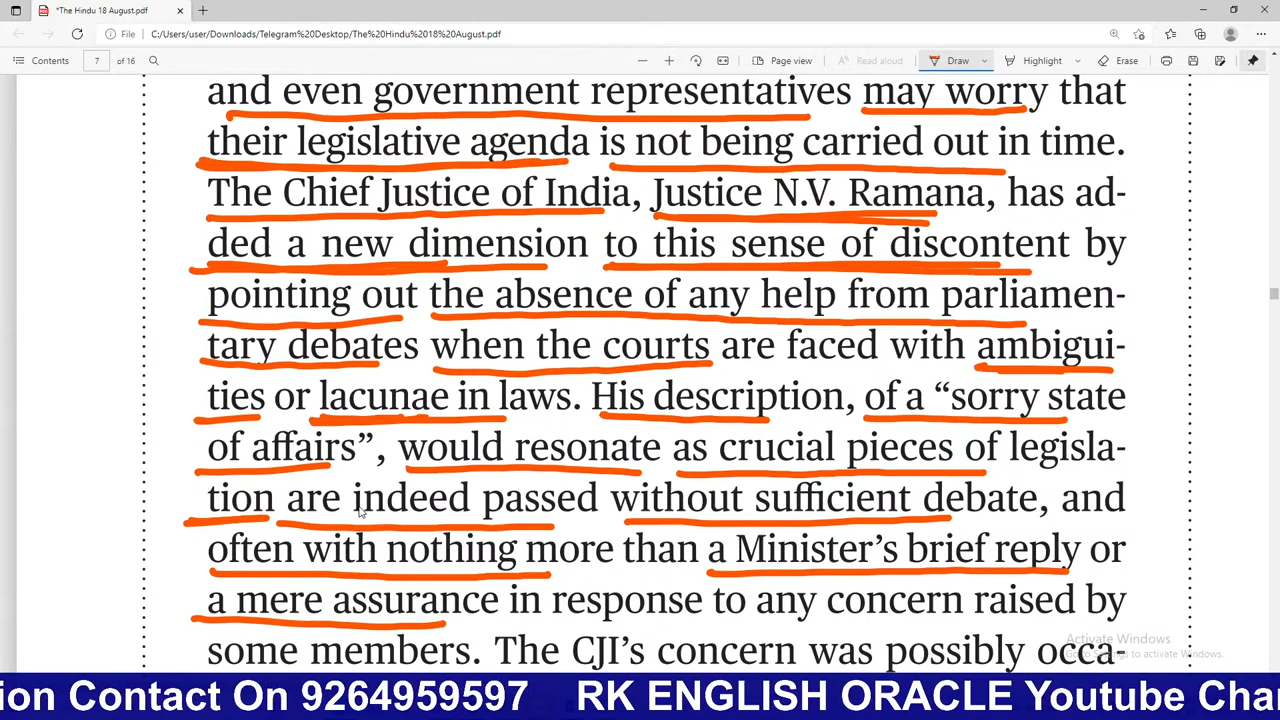 *The Hindu 18 August.pdf
File C:/Users/user/Downloads/Telegram%20Desktop/The%20Hindu%2018%20August.pdf
Contents 7 of 16 Page view Read aloud Draw Highlight Erase
and even government representatives may worry that
their legislative agenda is not being carried out in time.
The Chief Justice of India, Justice N.V. Ramana, has ad-
ded a new dimension to this sense of discontent by
pointing out the absence of any help from parliamen-
tary debates when the courts are faced with ambigui-
ties or lacunae in laws. His description, of a “sorry state
of affairs”, would resonate as crucial pieces of legisla-
tion are indeed passed without sufficient debate, and
often with nothing more than a Minister’s brief reply or
a mere assurance in response to any concern raised by
some members. The CJI’s concern was possibly occa-
Activate Windows
Go to Settings to activate Windows.
ion Contact On 9264959597 RK ENGLISH ORACLE Youtube Cha